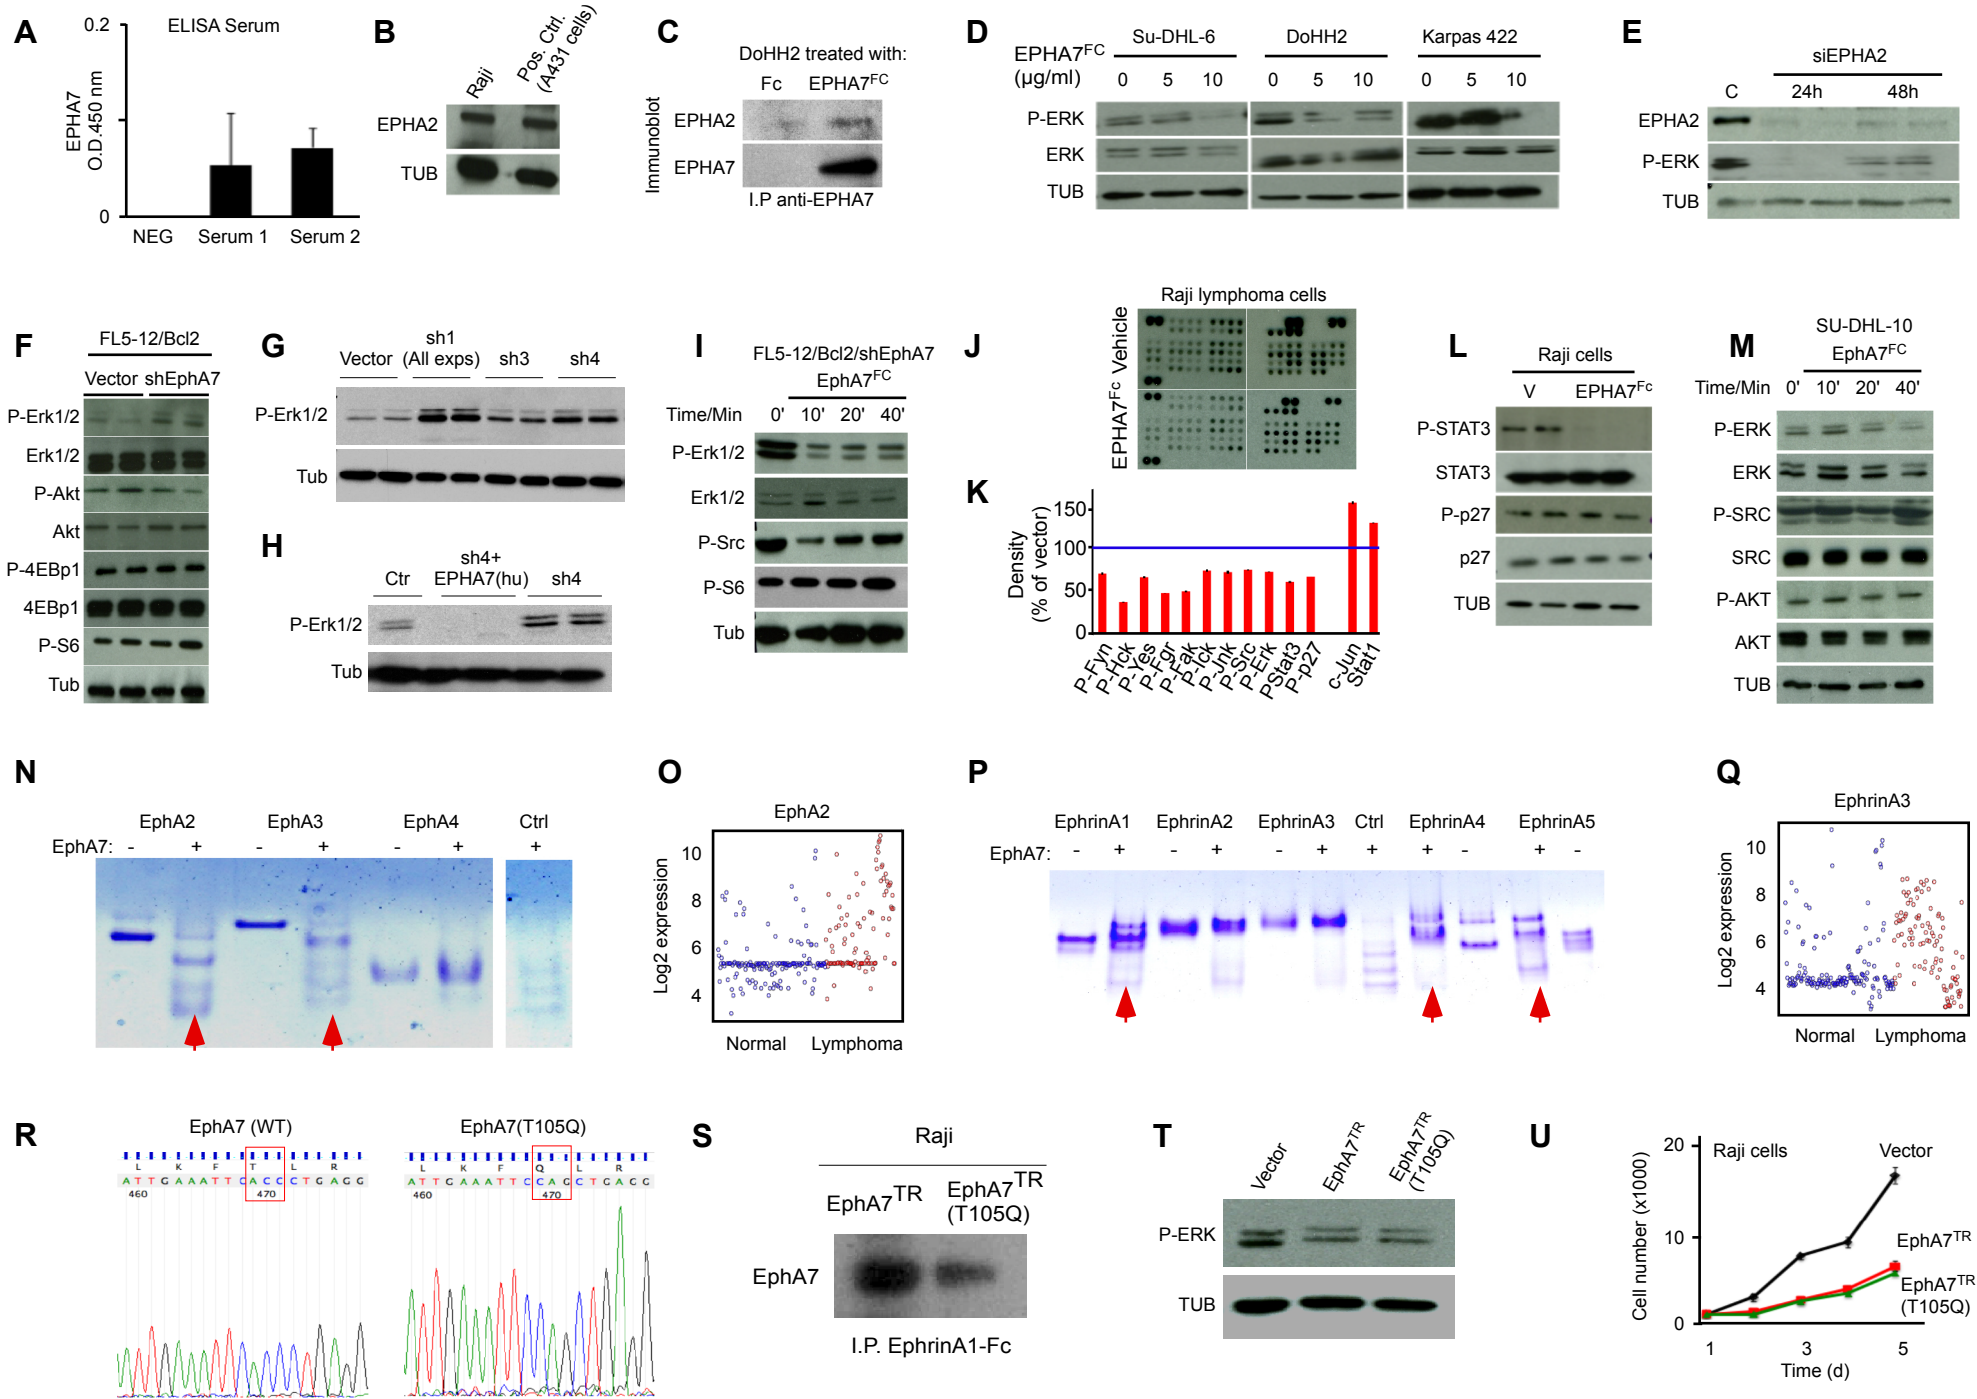 A
ELISA Serum
0.2
0
EPHA7
O.D.450 nm
NEG Serum 1 Serum 2
B
Raji
Pos. Ctrl.
(A431 cells)
EPHA2
TUB
C
DoHH2 treated with:
Fc EPHA7FC
Immunoblot
EPHA2
EPHA7
I.P anti-EPHA7
D
EPHA7FC
(µg/ml)
Su-DHL-6 DoHH2 Karpas 422
0 5 10 0 5 10 0 5 10
P-ERK
ERK
TUB
E
siEPHA2
C 24h 48h
EPHA2
P-ERK
TUB
F
FL5-12/Bcl2
Vector shEphA7
P-Erk1/2
Erk1/2
P-Akt
Akt
P-4EBp1
4EBp1
P-S6
Tub
G
Vector sh1 (All exps) sh3 sh4
P-Erk1/2
Tub
H
Ctr sh4+ EPHA7(hu) sh4
P-Erk1/2
Tub
I
FL5-12/Bcl2/shEphA7
EphA7FC
Time/Min 0' 10' 20' 40'
P-Erk1/2
Erk1/2
P-Src
P-S6
Tub
J
Raji lymphoma cells
EPHA7Fc Vehicle
K
Density
(% of vector)
150
100
50
0
P-Fyn
P-Hck
P-Yes
P-Fgr
P-Fak
P-lck
P-Jnk
P-Src
P-Erk
PStat3
P-p27
c-Jun
Stat1
L
Raji cells
V EPHA7Fc
P-STAT3
STAT3
P-p27
p27
TUB
M
SU-DHL-10
EphA7FC
Time/Min 0' 10' 20' 40'
P-ERK
ERK
P-SRC
SRC
P-AKT
AKT
TUB
N
EphA2 EphA3 EphA4 Ctrl
EphA7: - + - + - + +
O
EphA2
Log2 expression
10
8
6
4
Normal Lymphoma
P
EphrinA1 EphrinA2 EphrinA3 Ctrl EphrinA4 EphrinA5
EphA7: - + - + - + + + - + -
Q
EphrinA3
Log2 expression
10
8
6
4
Normal Lymphoma
R
EphA7 (WT)
L K F T L R
A T T G A A A T T C A C C C T G A G G
460 470
EphA7(T105Q)
L K F Q L R
A T T G A A A T T C C A G C T G A G G
460 470
S
Raji
EphA7TR EphA7TR
(T105Q)
EphA7
I.P. EphrinA1-Fc
T
Vector
EphA7TR
EphA7TR
(T105Q)
P-ERK
TUB
U
Raji cells
Vector
EphA7TR
EphA7TR
(T105Q)
Cell number (x1000)
20
10
0
1 3 5
Time (d)